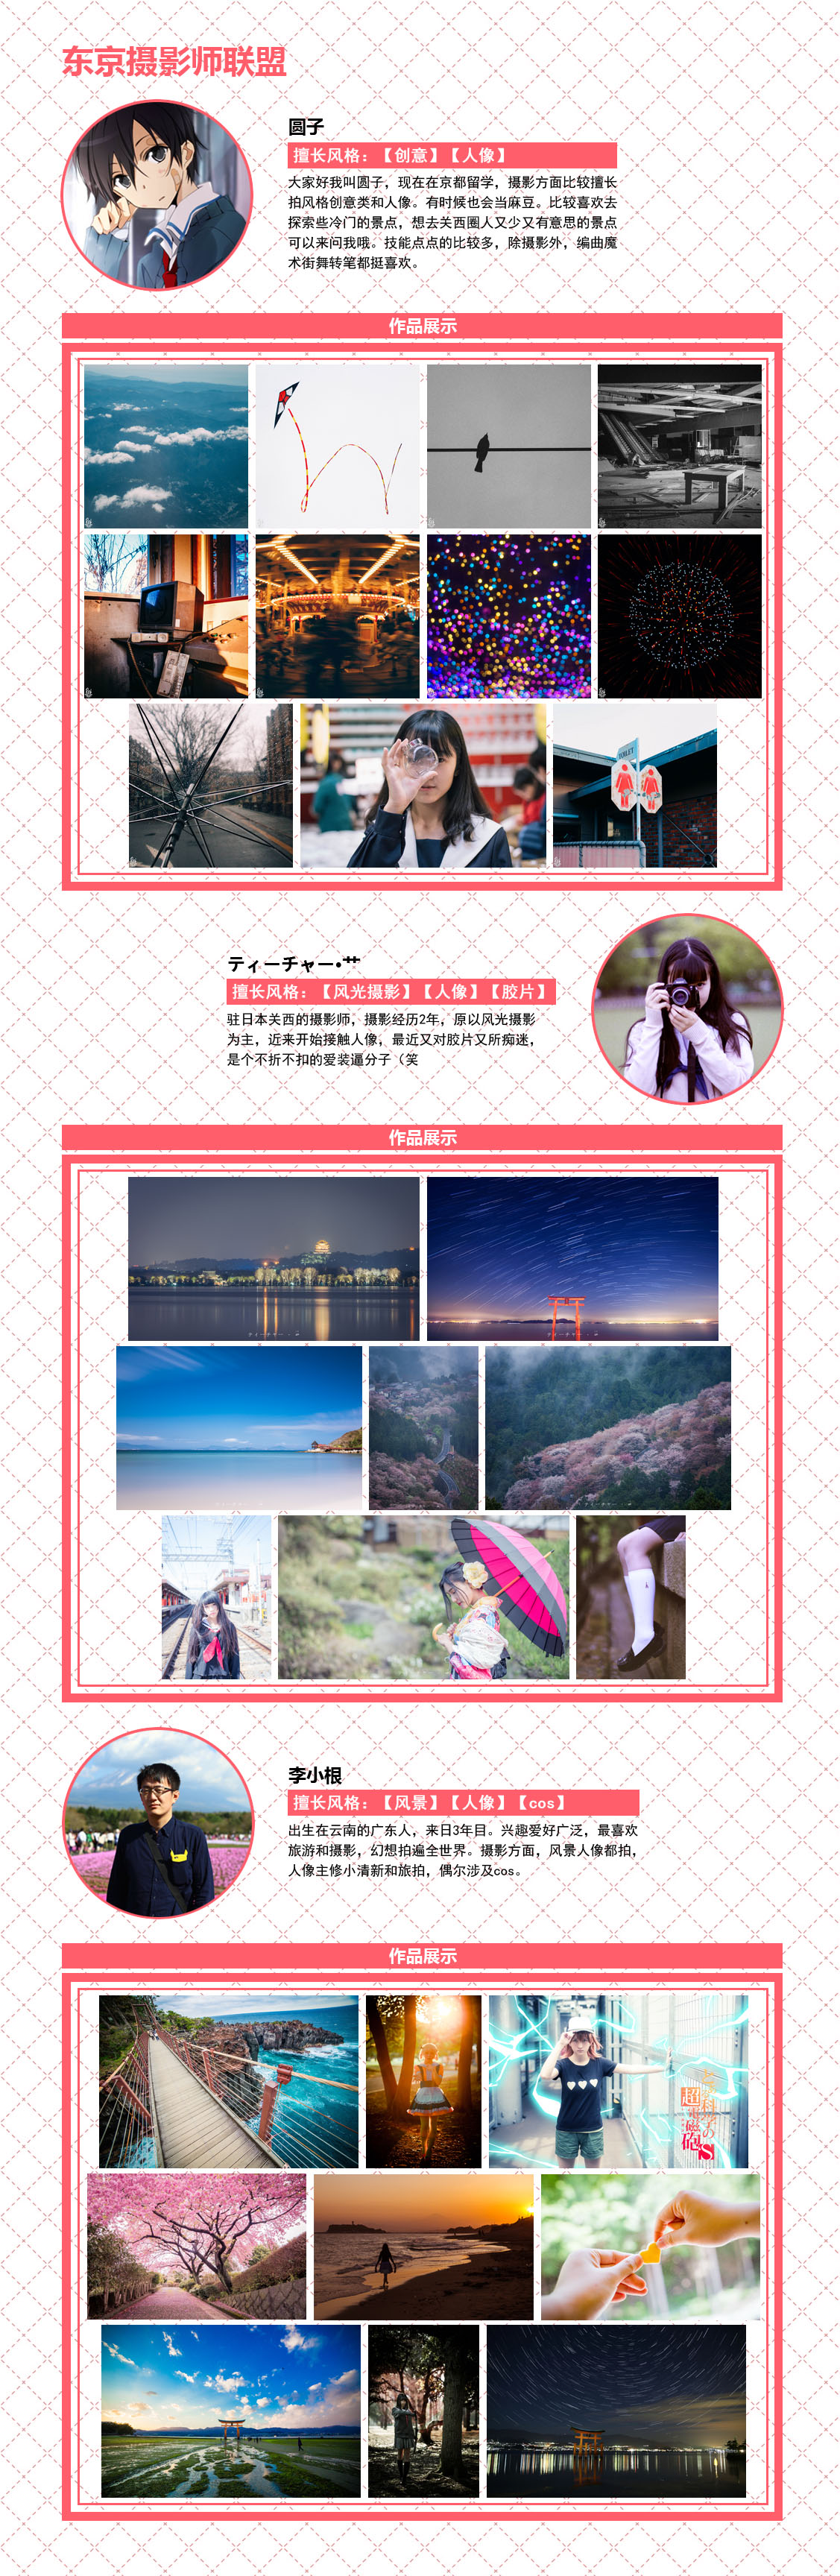 东京摄影师联盟
圆子
擅长风格：【创意】【人像】
大家好我叫圆子，现在在京都留学，摄影方面比较擅长
拍风格创意类和人像。有时候也会当麻豆。比较喜欢去
探索些冷门的景点，想去关西圈人又少又有意思的景点
可以来问我哦。技能点点的比较多，除摄影外，编曲魔
术街舞转笔都挺喜欢。
作品展示
TOILET
ティーチャー•艹
擅长风格：【风光摄影】【人像】【胶片】
驻日本关西的摄影师，摄影经历2年，原以风光摄影
为主，近来开始接触人像，最近又对胶片又所痴迷，
是个不折不扣的爱装逼分子（笑
作品展示
李小根
擅长风格：【风景】【人像】【cos】
出生在云南的广东人，来日3年目。兴趣爱好广泛，最喜欢
旅游和摄影，幻想拍遍全世界。摄影方面，风景人像都拍，
人像主修小清新和旅拍，偶尔涉及cos。
作品展示
超電磁砲S